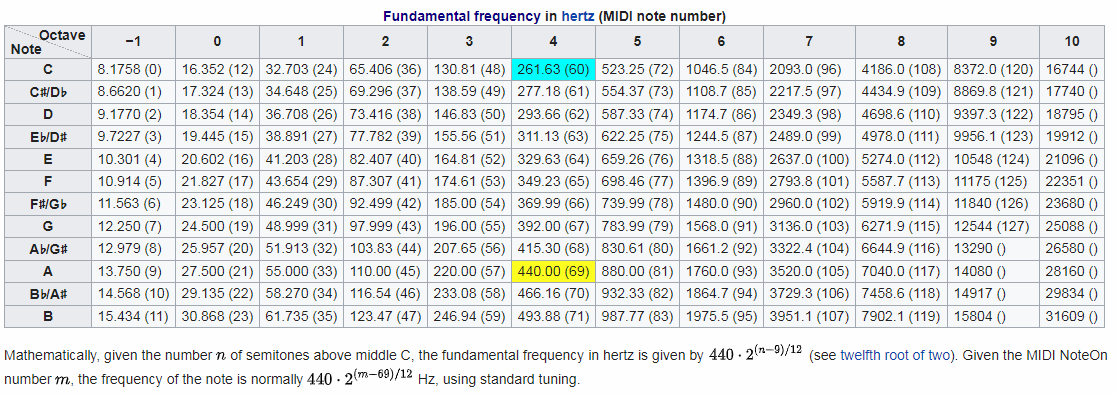 Fundamental frequency in hertz (MIDI note number)
Octave
Note −1 0 1 2 3 4 5 6 7 8 9 10
C 8.1758 (0) 16.352 (12) 32.703 (24) 65.406 (36) 130.81 (48) 261.63 (60) 523.25 (72) 1046.5 (84) 2093.0 (96) 4186.0 (108) 8372.0 (120) 16744 ()
C♯/D♭ 8.6620 (1) 17.324 (13) 34.648 (25) 69.296 (37) 138.59 (49) 277.18 (61) 554.37 (73) 1108.7 (85) 2217.5 (97) 4434.9 (109) 8869.8 (121) 17740 ()
D 9.1770 (2) 18.354 (14) 36.708 (26) 73.416 (38) 146.83 (50) 293.66 (62) 587.33 (74) 1174.7 (86) 2349.3 (98) 4698.6 (110) 9397.3 (122) 18795 ()
E♭/D♯ 9.7227 (3) 19.445 (15) 38.891 (27) 77.782 (39) 155.56 (51) 311.13 (63) 622.25 (75) 1244.5 (87) 2489.0 (99) 4978.0 (111) 9956.1 (123) 19912 ()
E 10.301 (4) 20.602 (16) 41.203 (28) 82.407 (40) 164.81 (52) 329.63 (64) 659.26 (76) 1318.5 (88) 2637.0 (100) 5274.0 (112) 10548 (124) 21096 ()
F 10.914 (5) 21.827 (17) 43.654 (29) 87.307 (41) 174.61 (53) 349.23 (65) 698.46 (77) 1396.9 (89) 2793.8 (101) 5587.7 (113) 11175 (125) 22351 ()
F♯/G♭ 11.563 (6) 23.125 (18) 46.249 (30) 92.499 (42) 185.00 (54) 369.99 (66) 739.99 (78) 1480.0 (90) 2960.0 (102) 5919.9 (114) 11840 (126) 23680 ()
G 12.250 (7) 24.500 (19) 48.999 (31) 97.999 (43) 196.00 (55) 392.00 (67) 783.99 (79) 1568.0 (91) 3136.0 (103) 6271.9 (115) 12544 (127) 25088 ()
A♭/G♯ 12.979 (8) 25.957 (20) 51.913 (32) 103.83 (44) 207.65 (56) 415.30 (68) 830.61 (80) 1661.2 (92) 3322.4 (104) 6644.9 (116) 13290 () 26580 ()
A 13.750 (9) 27.500 (21) 55.000 (33) 110.00 (45) 220.00 (57) 440.00 (69) 880.00 (81) 1760.0 (93) 3520.0 (105) 7040.0 (117) 14080 () 28160 ()
B♭/A♯ 14.568 (10) 29.135 (22) 58.270 (34) 116.54 (46) 233.08 (58) 466.16 (70) 932.33 (82) 1864.7 (94) 3729.3 (106) 7458.6 (118) 14917 () 29834 ()
B 15.434 (11) 30.868 (23) 61.735 (35) 123.47 (47) 246.94 (59) 493.88 (71) 987.77 (83) 1975.5 (95) 3951.1 (107) 7902.1 (119) 15804 () 31609 ()
Mathematically, given the number n of semitones above middle C, the fundamental frequency in hertz is given by 440 · 2^(n−9)/12 (see twelfth root of two). Given the MIDI NoteOn
number m, the frequency of the note is normally 440 · 2^(m−69)/12 Hz, using standard tuning.